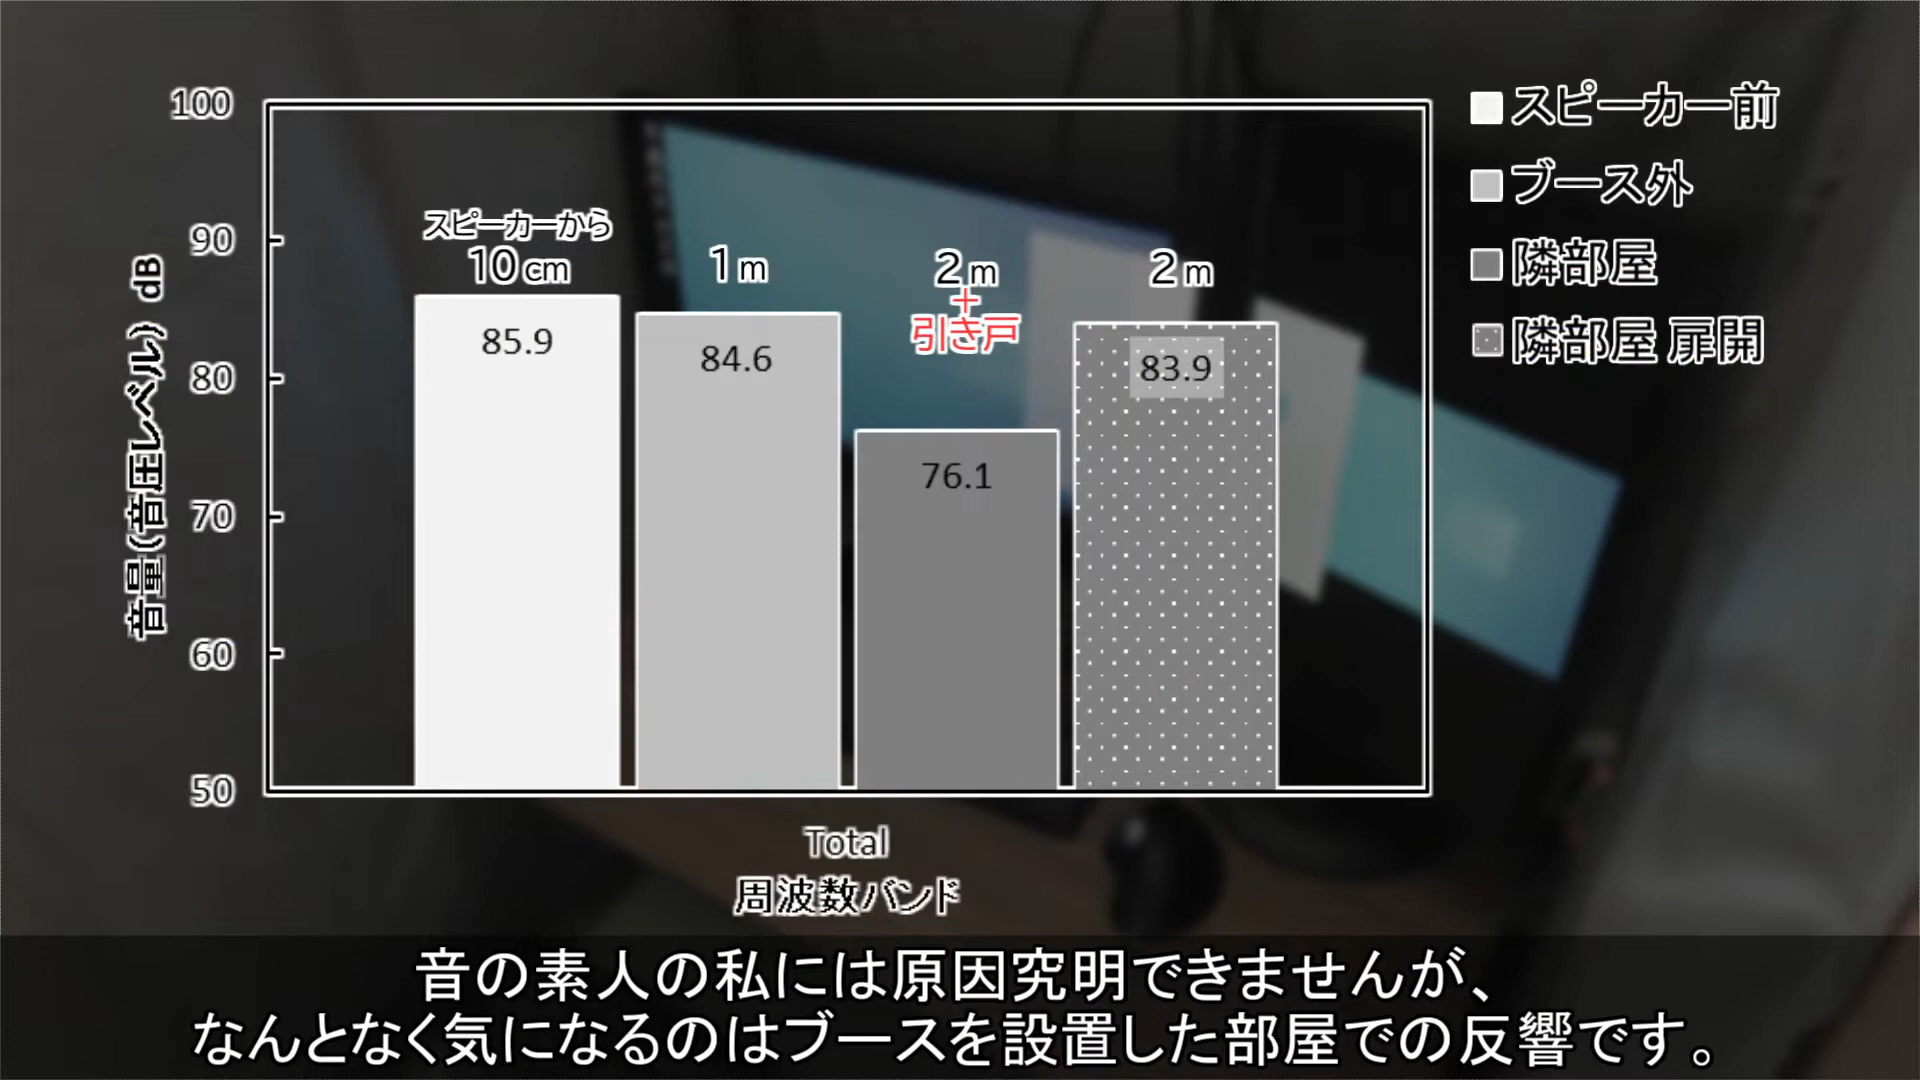 100
90
80
70
60
50
音量(音圧レベル) dB
スピーカーから
10cm
1m
2m
+
引き戸
2m
85.9
84.6
76.1
83.9
Total
周波数バンド
スピーカー前
ブース外
隣部屋
隣部屋 扉開
音の素人の私には原因究明できませんが、
なんとなく気になるのはブースを設置した部屋での反響です。